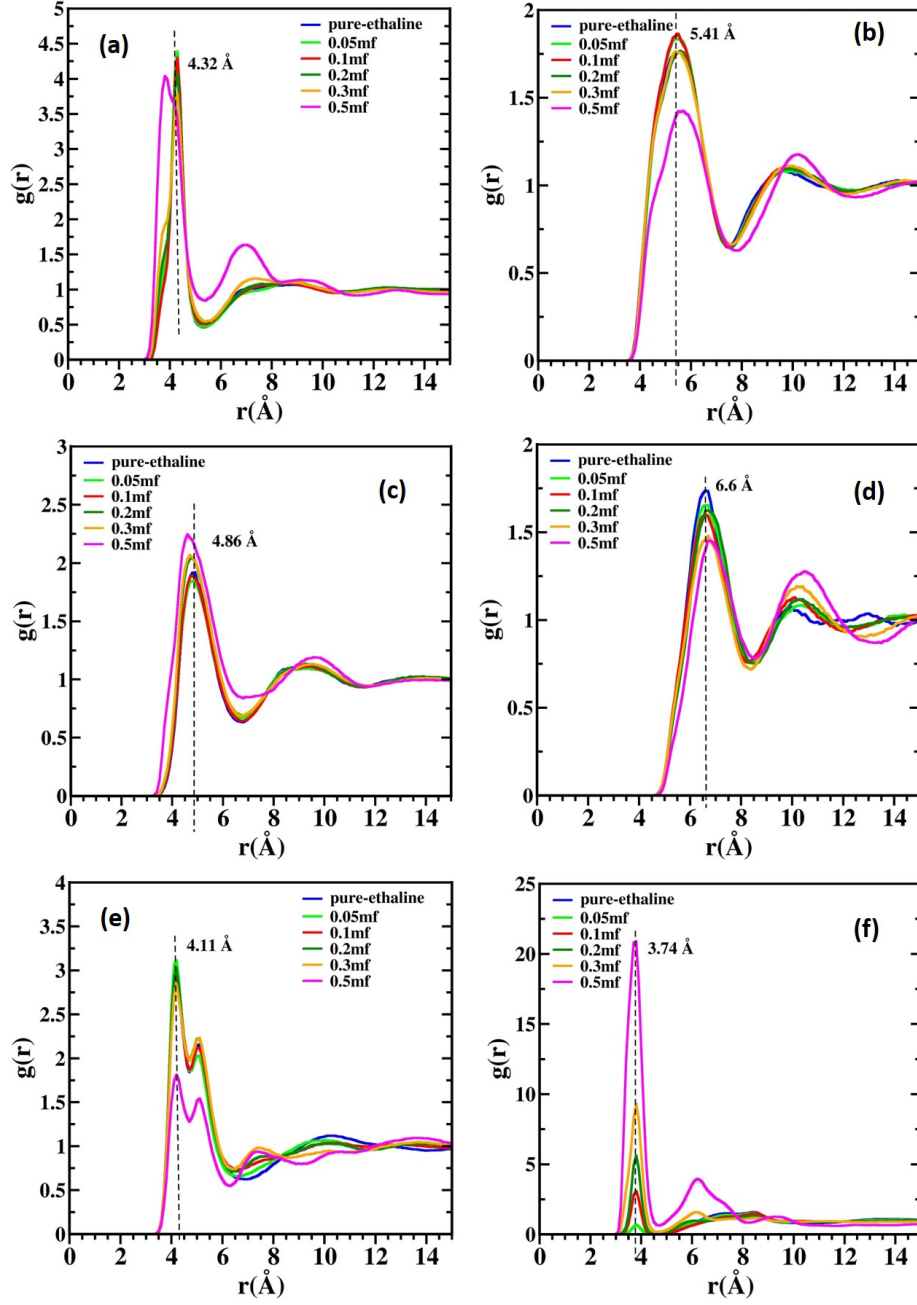 (a)
4.32 Å
pure-ethaline
0.05mf
0.1mf
0.2mf
0.3mf
0.5mf
g(r)
5
4.5
4
3.5
3
2.5
2
1.5
1
0.5
0
0 2 4 6 8 10 12 14
r(Å)
(b)
5.41 Å
pure-ethaline
0.05mf
0.1mf
0.2mf
0.3mf
0.5mf
g(r)
2
1.5
1
0.5
0
0 2 4 6 8 10 12 14
r(Å)
(c)
4.86 Å
pure-ethaline
0.05mf
0.1mf
0.2mf
0.3mf
0.5mf
g(r)
3
2.5
2
1.5
1
0.5
0
0 2 4 6 8 10 12 14
r(Å)
(d)
6.6 Å
pure-ethaline
0.05mf
0.1mf
0.2mf
0.3mf
0.5mf
g(r)
2
1.5
1
0.5
0
0 2 4 6 8 10 12 14
r(Å)
(e)
4.11 Å
pure-ethaline
0.05mf
0.1mf
0.2mf
0.3mf
0.5mf
g(r)
4
3.5
3
2.5
2
1.5
1
0.5
0
0 2 4 6 8 10 12 14
r(Å)
(f)
3.74 Å
pure-ethaline
0.05mf
0.1mf
0.2mf
0.3mf
0.5mf
g(r)
25
20
15
10
5
0
0 2 4 6 8 10 12 14
r(Å)